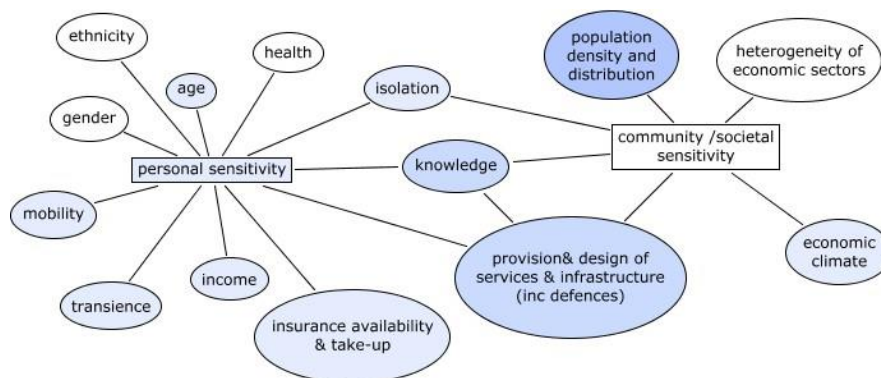 ethnicity
health
age
gender
isolation
population
density and
distribution
heterogeneity of
economic sectors
personal sensitivity
knowledge
community /societal
sensitivity
mobility
transience
income
insurance availability
& take-up
provision& design of
services & infrastructure
(inc defences)
economic
climate